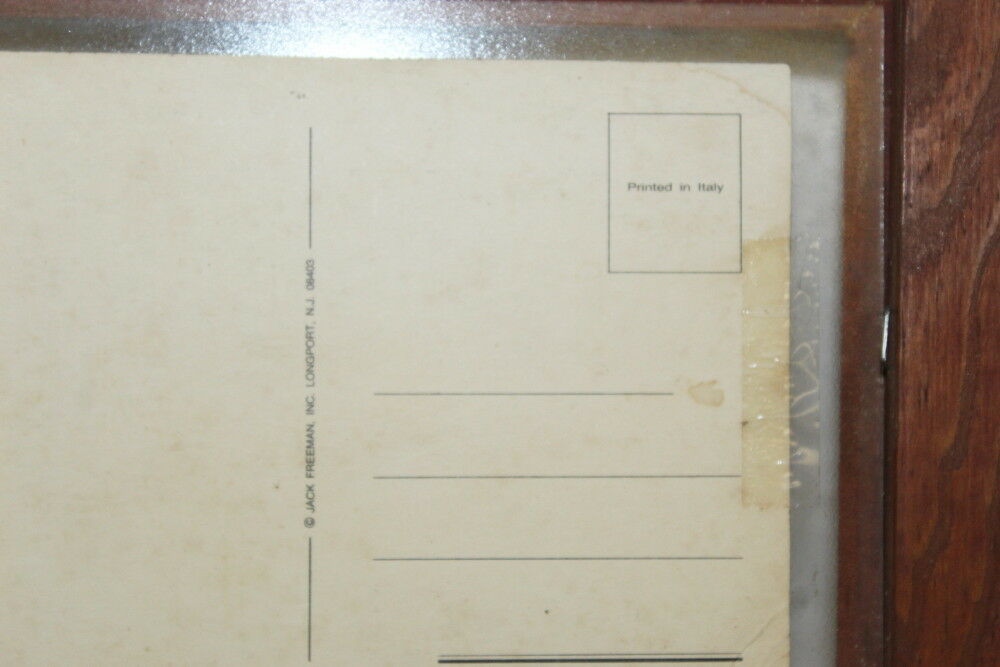 Printed in Italy
© JACK FREEMAN, INC. LONGPORT, N.J. 08403